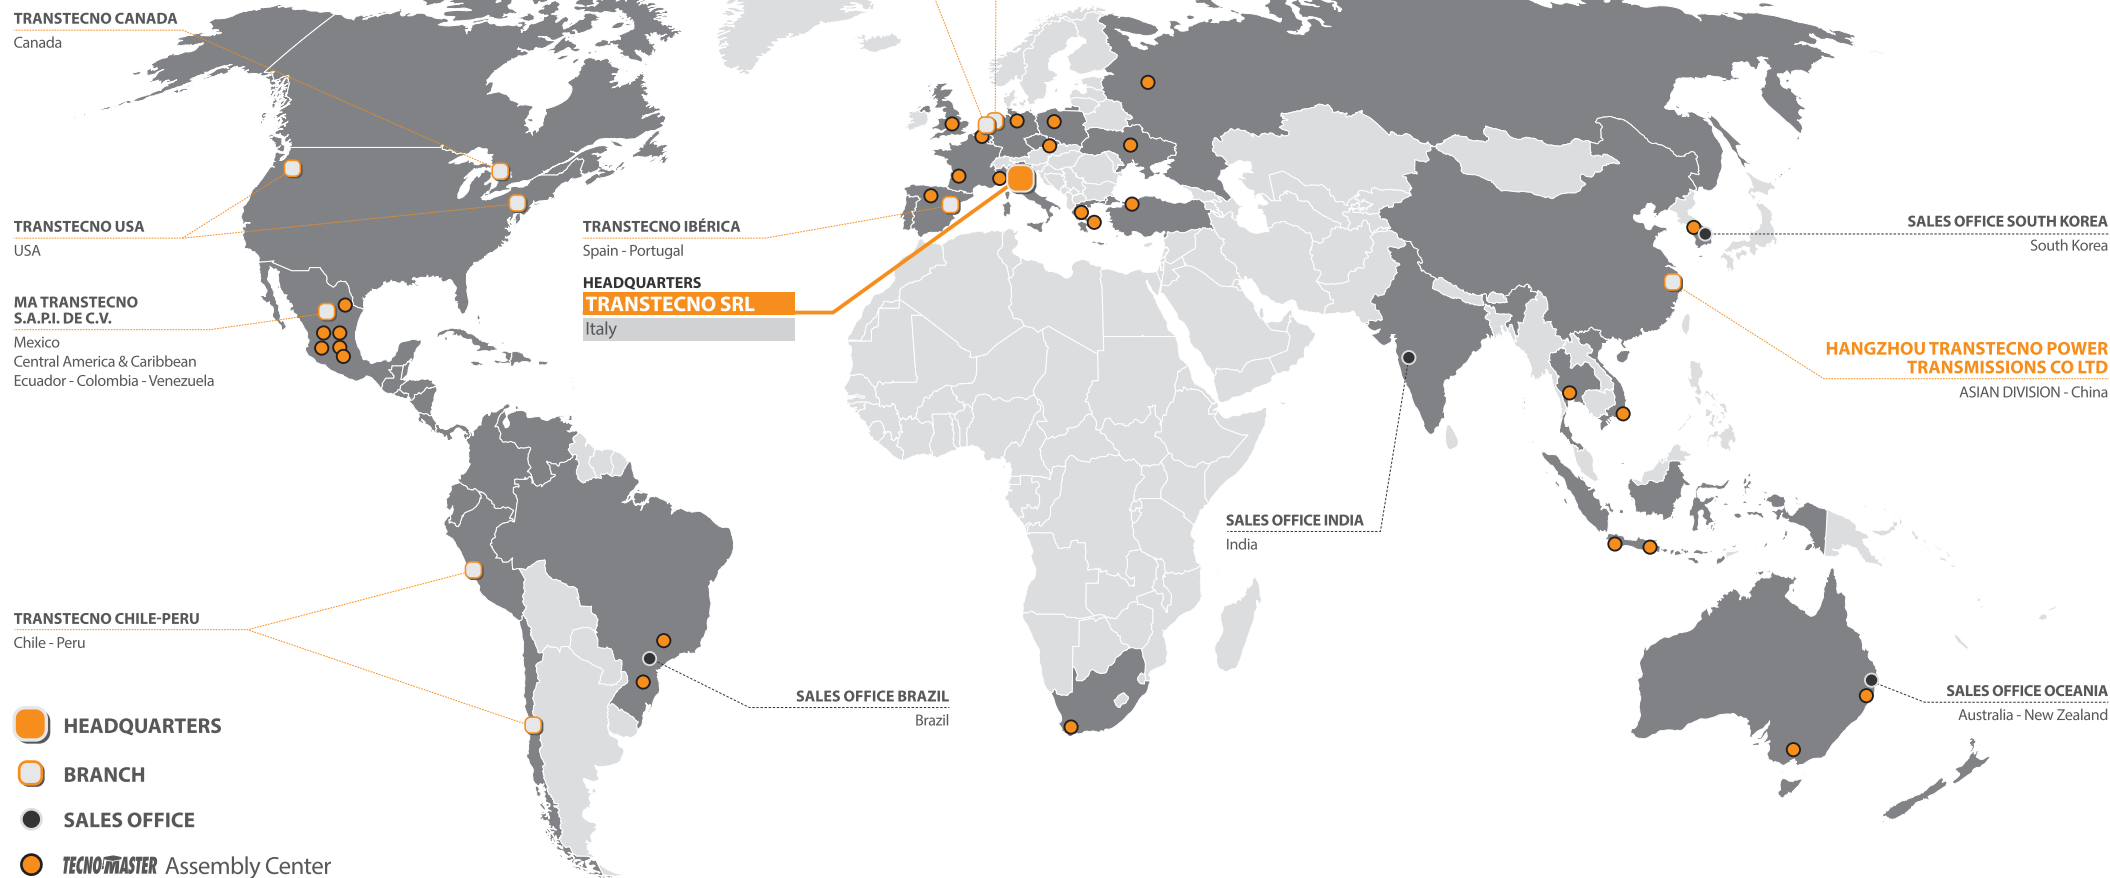 TRANSTECNO CANADA
Canada
TRANSTECNO USA
USA
MA TRANSTECNO
S.A.P.I. DE C.V.
Mexico
Central America & Caribbean
Ecuador - Colombia - Venezuela
TRANSTECNO CHILE-PERU
Chile - Peru
TRANSTECNO IBÉRICA
Spain - Portugal
HEADQUARTERS
TRANSTECNO SRL
Italy
SALES OFFICE BRAZIL
Brazil
SALES OFFICE INDIA
India
SALES OFFICE SOUTH KOREA
South Korea
HANGZHOU TRANSTECNO POWER
TRANSMISSIONS CO LTD
ASIAN DIVISION - China
SALES OFFICE OCEANIA
Australia - New Zealand
HEADQUARTERS
BRANCH
SALES OFFICE
TECNOMASTER Assembly Center